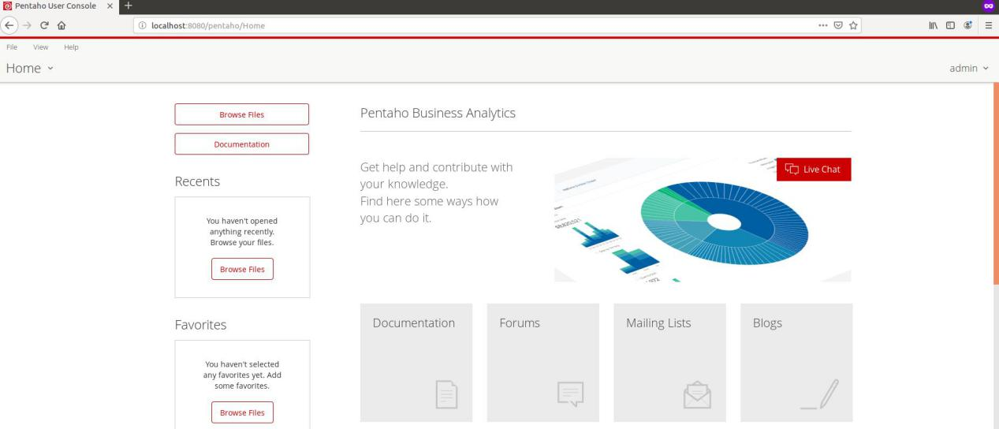 Pentaho User Console
localhost:8080/pentaho/Home
File View Help
Home
admin
Browse Files
Documentation
Recents
You haven't opened
anything recently.
Browse your files.
Browse Files
Favorites
You haven't selected
any favorites yet. Add
some favorites.
Browse Files
Pentaho Business Analytics
Get help and contribute with
your knowledge.
Find here some ways how
you can do it.
Live Chat
Documentation
Forums
Mailing Lists
Blogs